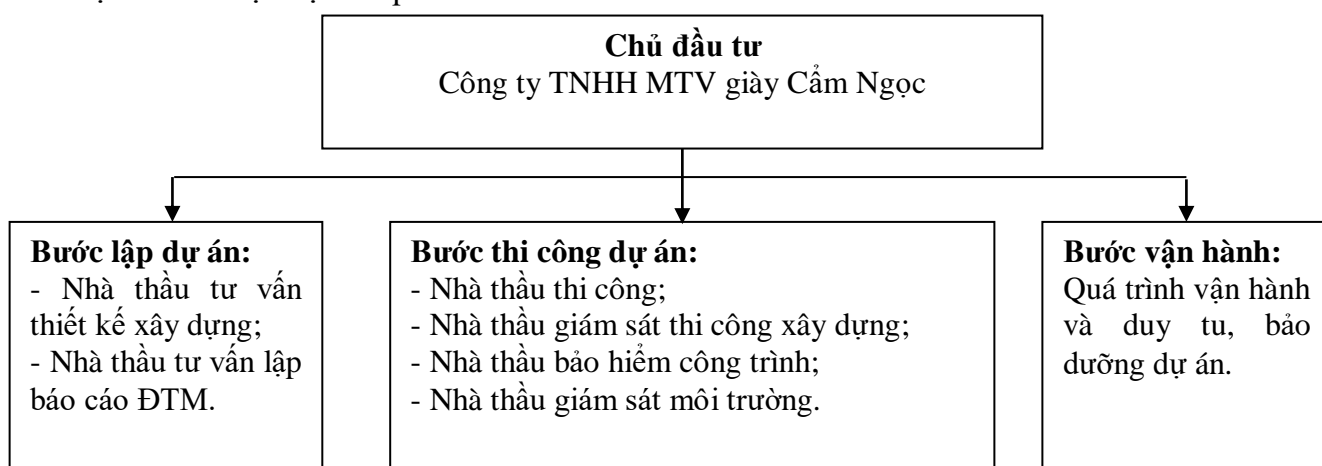 Chủ đầu tư
Công ty TNHH MTV giày Cẩm Ngọc
Bước lập dự án:
- Nhà thầu tư vấn
thiết kế xây dựng;
- Nhà thầu tư vấn lập
báo cáo ĐTM.
Bước thi công dự án:
- Nhà thầu thi công;
- Nhà thầu giám sát thi công xây dựng;
- Nhà thầu bảo hiểm công trình;
- Nhà thầu giám sát môi trường.
Bước vận hành:
Quá trình vận hành
và duy tu, bảo
dưỡng dự án.